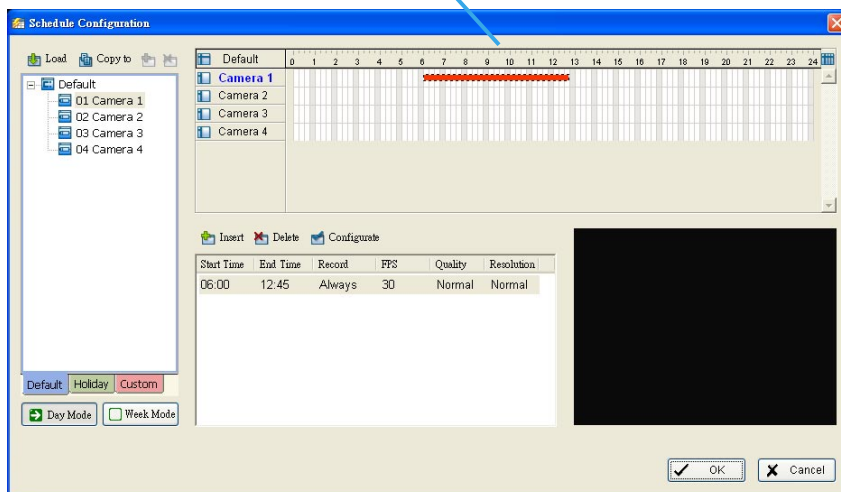 Schedule Configuration
Load Copy to
Default
01 Camera 1
02 Camera 2
03 Camera 3
04 Camera 4
Default Holiday Custom
Day Mode Week Mode
Default 0 1 2 3 4 5 6 7 8 9 10 11 12 13 14 15 16 17 18 19 20 21 22 23 24
Camera 1
Camera 2
Camera 3
Camera 4
Insert Delete Configurate
Start Time End Time Record FPS Quality Resolution
06:00 12:45 Always 30 Normal Normal
OK Cancel